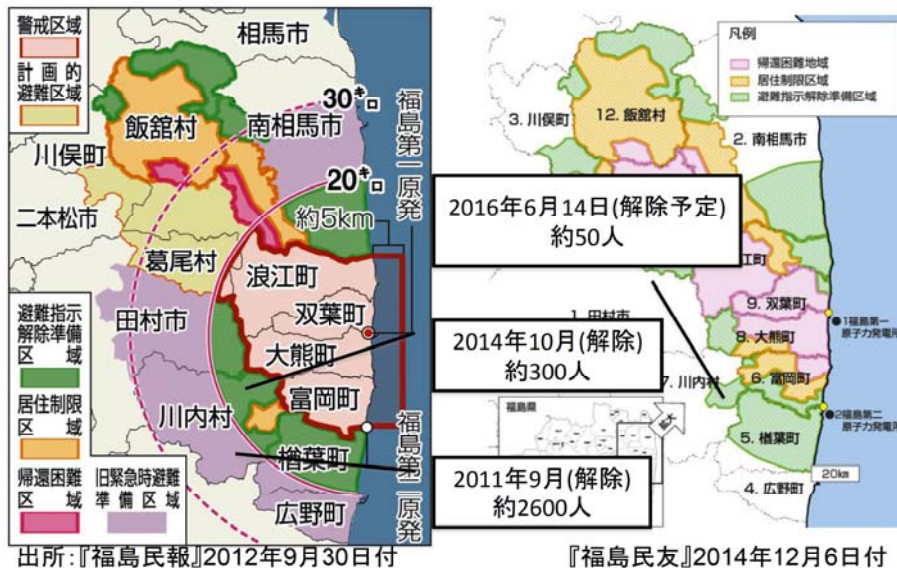 警戒区域
計画的
避難区域
相馬市
30㌔
福島第一原発
飯舘村
南相馬市
川俣町
20㌔
約5km
二本松市
葛尾村
浪江町
双葉町
田村市
大熊町
富岡町
川内村
楢葉町
福島第二原発
広野町
避難指示
解除準備
区域
居住制限
区域
帰還困難
区域
旧緊急時避難
準備区域
出所:『福島民報』2012年9月30日付
凡例
帰還困難地域
居住制限区域
避難指示解除準備区域
3. 川俣町
12. 飯舘村
2. 南相馬市
2016年6月14日(解除予定)
約50人
江町
9. 双葉町
1福島第一
原子力発電所
1. 田村市
2014年10月(解除)
約300人
8. 大熊町
7. 川内村
6. 富岡町
2福島第二
原子力発電所
福島県
拡大
5. 楢葉町
2011年9月(解除)
約2600人
20km
4. 広野町
『福島民友』2014年12月6日付